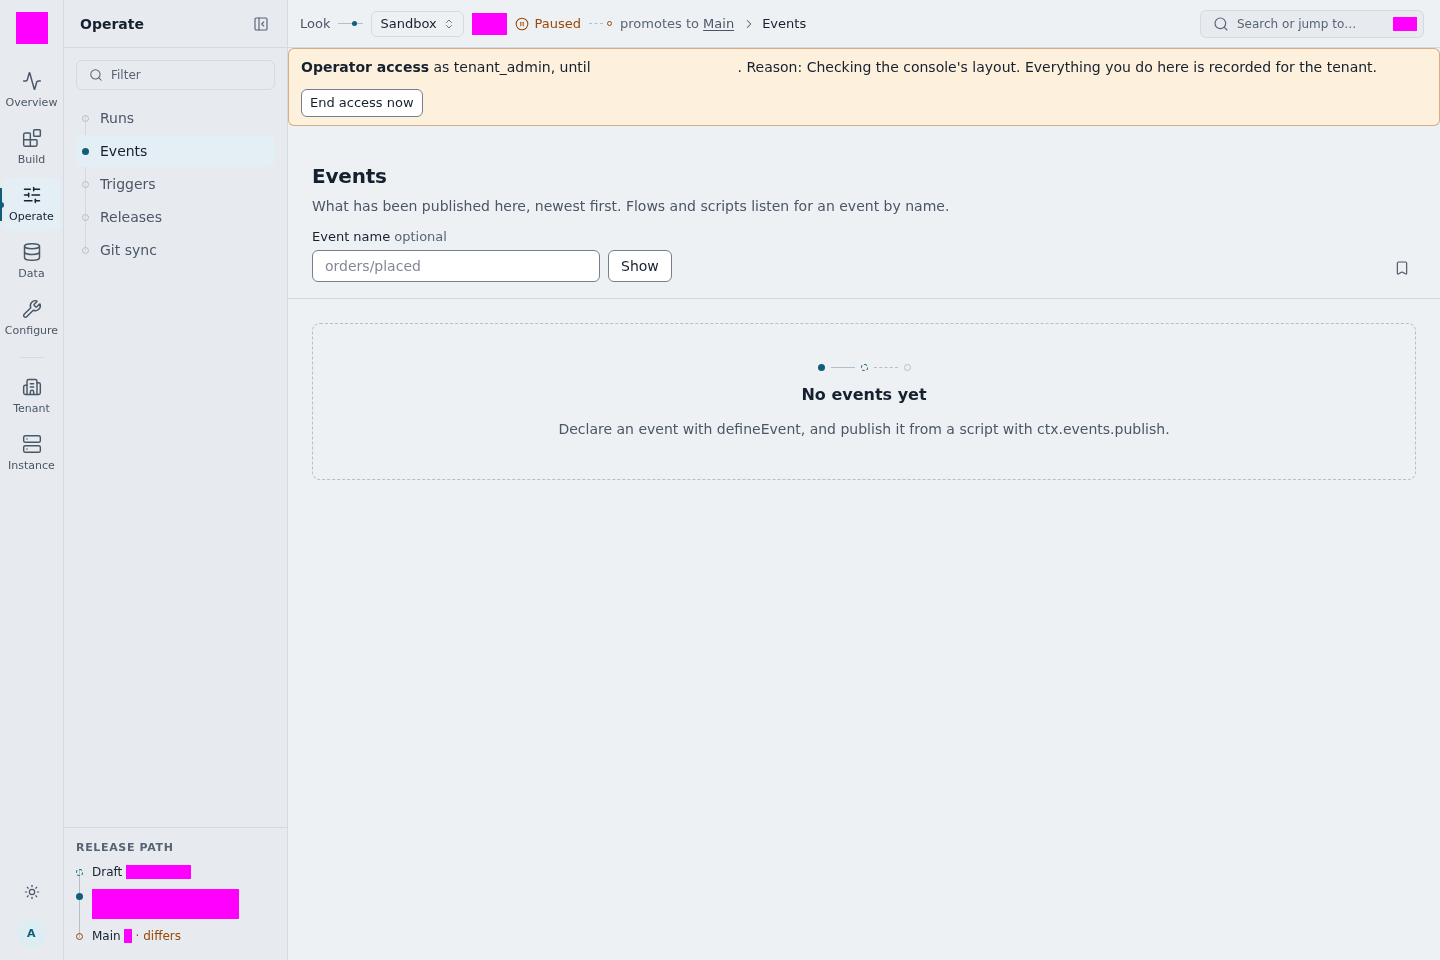 Operate
Look
Sandbox
Paused
promotes to Main
Events
Search or jump to...
Operator access as tenant_admin, until . Reason: Checking the console's layout. Everything you do here is recorded for the tenant.
End access now
Filter
Overview
Build
Operate
Data
Configure
Tenant
Instance
Runs
Events
Triggers
Releases
Git sync
Events
What has been published here, newest first. Flows and scripts listen for an event by name.
Event name optional
orders/placed
Show
No events yet
Declare an event with defineEvent, and publish it from a script with ctx.events.publish.
RELEASE PATH
Draft
Main · differs
A